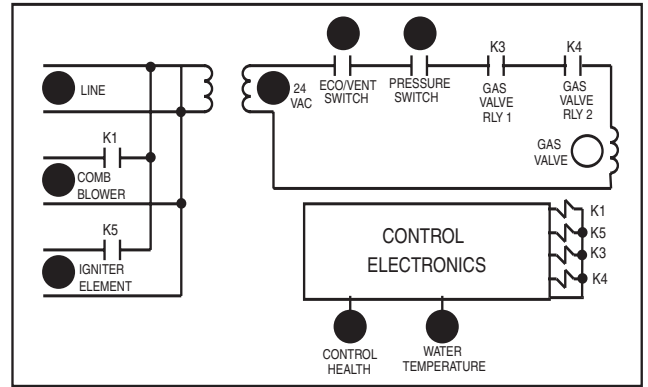 LINE
K1
COMB
BLOWER
K5
IGNITER
ELEMENT
24
VAC
ECO/VENT
SWITCH
PRESSURE
SWITCH
K3
GAS
VALVE
RLY 1
K4
GAS
VALVE
RLY 2
GAS
VALVE
CONTROL
ELECTRONICS
K1
K5
K3
K4
CONTROL
HEALTH
WATER
TEMPERATURE